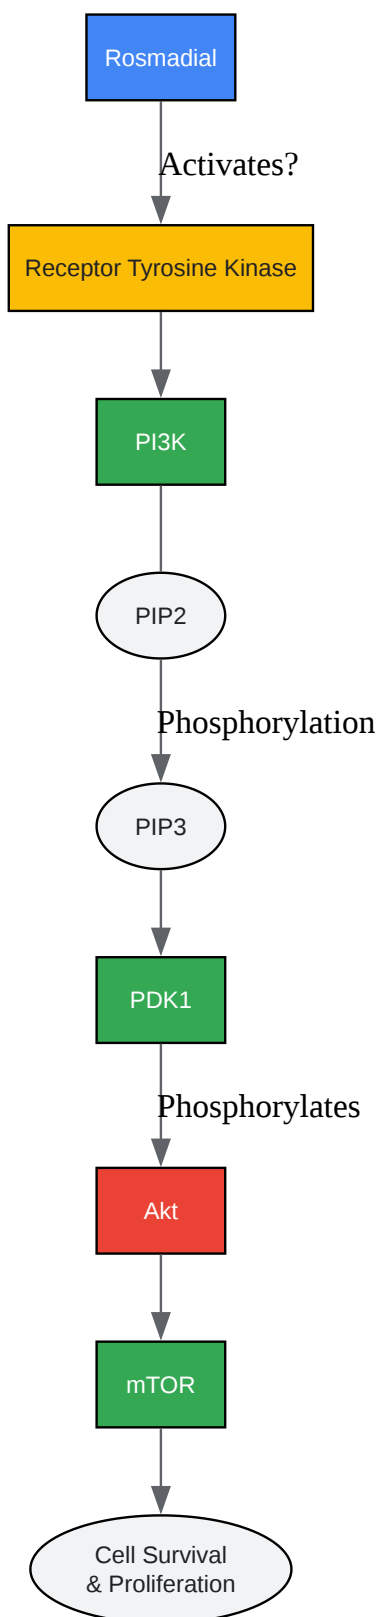 Rosmadial
Activates?
Receptor Tyrosine Kinase
PI3K
PIP2
Phosphorylation
PIP3
PDK1
Phosphorylates
Akt
mTOR
Cell Survival
& Proliferation